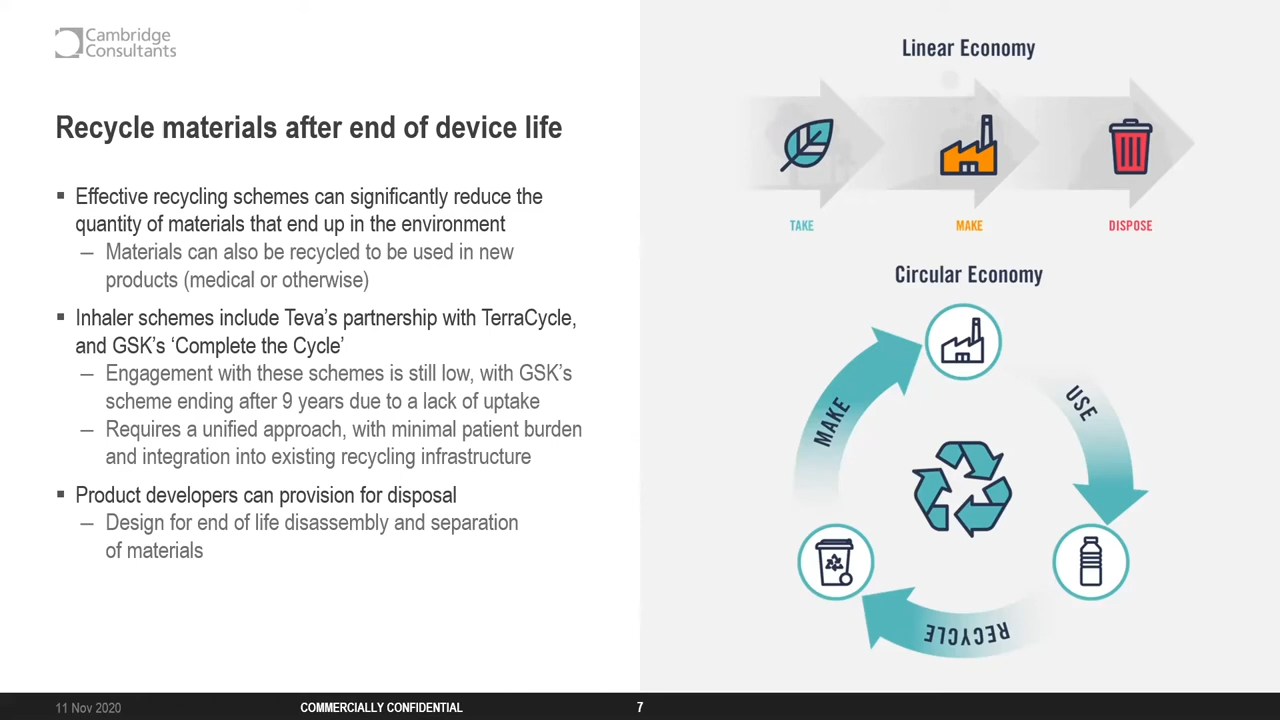 Cambridge
Consultants
Recycle materials after end of device life
▪ Effective recycling schemes can significantly reduce the
quantity of materials that end up in the environment
– Materials can also be recycled to be used in new
products (medical or otherwise)
▪ Inhaler schemes include Teva’s partnership with TerraCycle,
and GSK’s ‘Complete the Cycle’
– Engagement with these schemes is still low, with GSK’s
scheme ending after 9 years due to a lack of uptake
– Requires a unified approach, with minimal patient burden
and integration into existing recycling infrastructure
▪ Product developers can provision for disposal
– Design for end of life disassembly and separation
of materials
Linear Economy
TAKE
MAKE
DISPOSE
Circular Economy
MAKE
USE
RECYCLE
11 Nov 2020
COMMERCIALLY CONFIDENTIAL
7